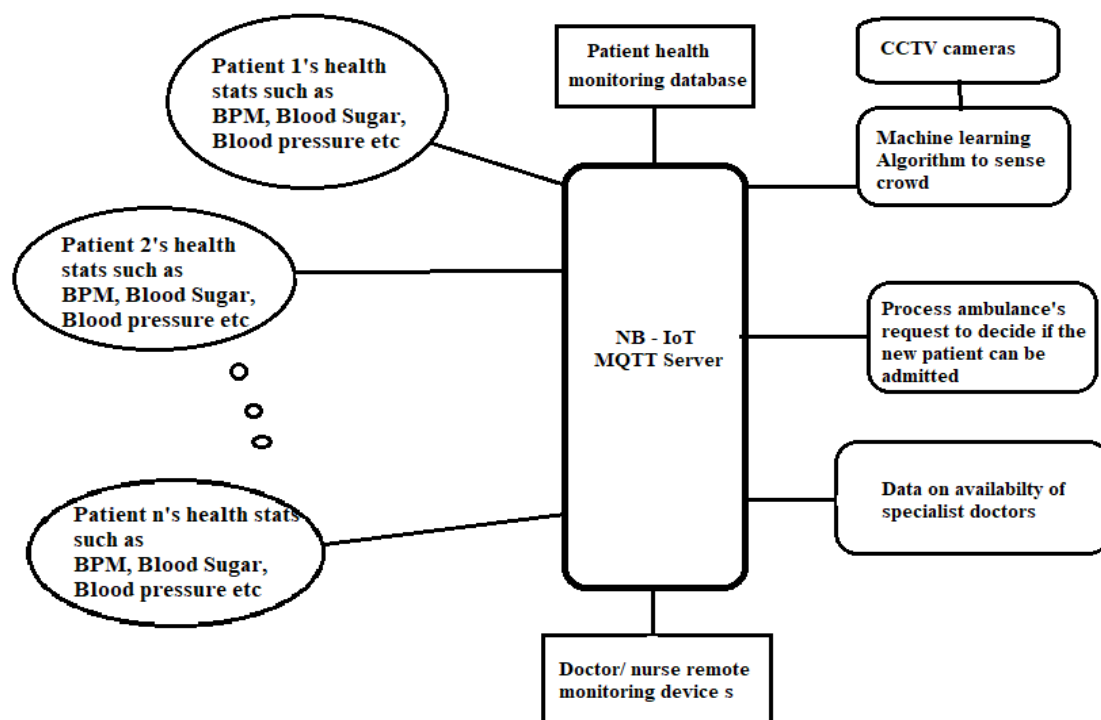 Patient 1's health
stats such as
BPM, Blood Sugar,
Blood pressure etc
Patient health
monitoring database
CCTV cameras
Machine learning
Algorithm to sense
crowd
Patient 2's health
stats such as
BPM, Blood Sugar,
Blood pressure etc
NB - IoT
MQTT Server
Process ambulance's
request to decide if the
new patient can be
admitted
Patient n's health stats
such as
BPM, Blood Sugar,
Blood pressure etc
Data on availabilty of
specialist doctors
Doctor/ nurse remote
monitoring device s